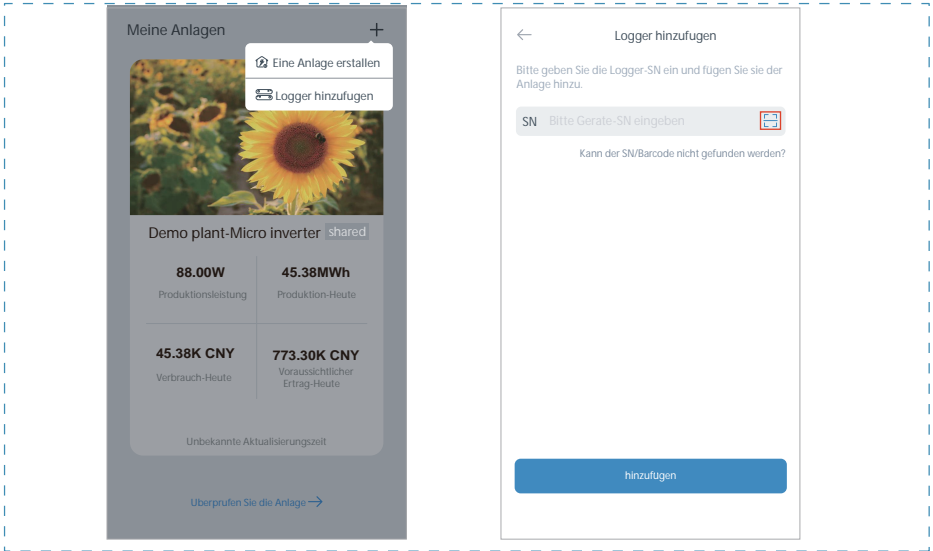 Meine Anlagen
Eine Anlage erstallen
Logger hinzufugen
Demo plant-Micro inverter shared
88.00W
Produktionsleistung
45.38MWh
Produktion-Heute
45.38K CNY
Verbrauch-Heute
773.30K CNY
Voraussichtlicher
Ertrag-Heute
Unbekannte Aktualisierungszeit
Uberprufen Sie die Anlage
Logger hinzufugen
Bitte geben Sie die Logger-SN ein und fügen Sie sie der
Anlage hinzu.
SN Bitte Gerate-SN eingeben
Kann der SN/Barcode nicht gefunden werden?
hinzufugen